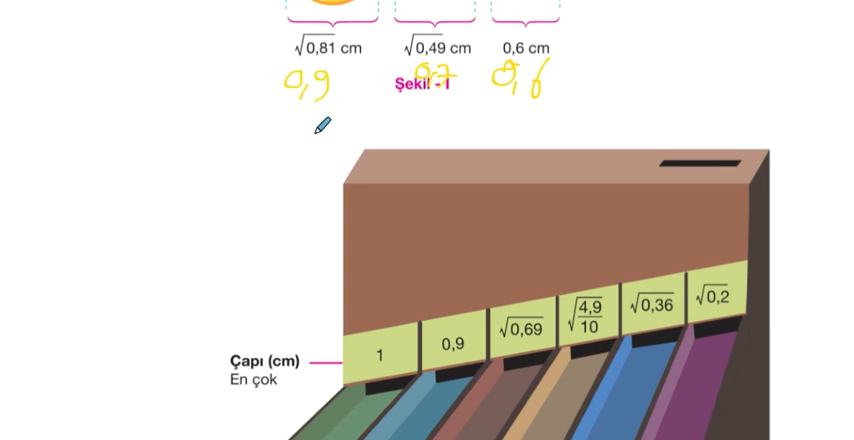 √0,81 cm √0,49 cm 0,6 cm
0,9 0,7 0,6
Şekil - I
1 0,9 √0,69 √4,9/10 √0,36 √0,2
Çapı (cm)
En çok